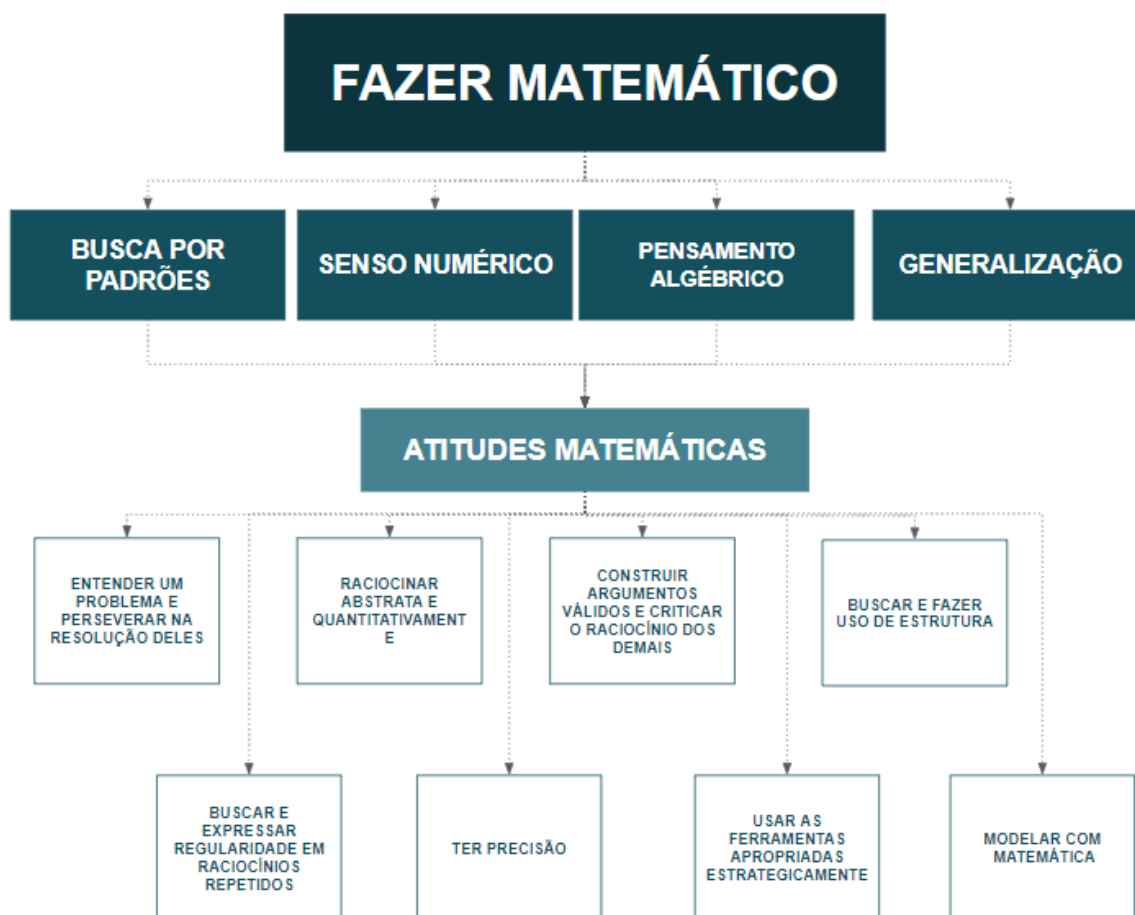 FAZER MATEMÁTICO
BUSCA POR
PADRÕES
SENSO NUMÉRICO
PENSAMENTO
ALGÉBRICO
GENERALIZAÇÃO
ATITUDES MATEMÁTICAS
ENTENDER UM
PROBLEMA E
PERSEVERAR NA
RESOLUÇÃO DELES
RACIOCINAR
ABSTRATA E
QUANTITATIVAMENT
E
CONSTRUIR
ARGUMENTOS
VÁLIDOS E CRITICAR
O RACIOCÍNIO DOS
DEMAIS
BUSCAR E FAZER
USO DE ESTRUTURA
BUSCAR E
EXPRESSAR
REGULARIDADE EM
RACIOCÍNIOS
REPETIDOS
TER PRECISÃO
USAR AS
FERRAMENTAS
APROPRIADAS
ESTRATEGICAMENTE
MODELAR COM
MATEMÁTICA